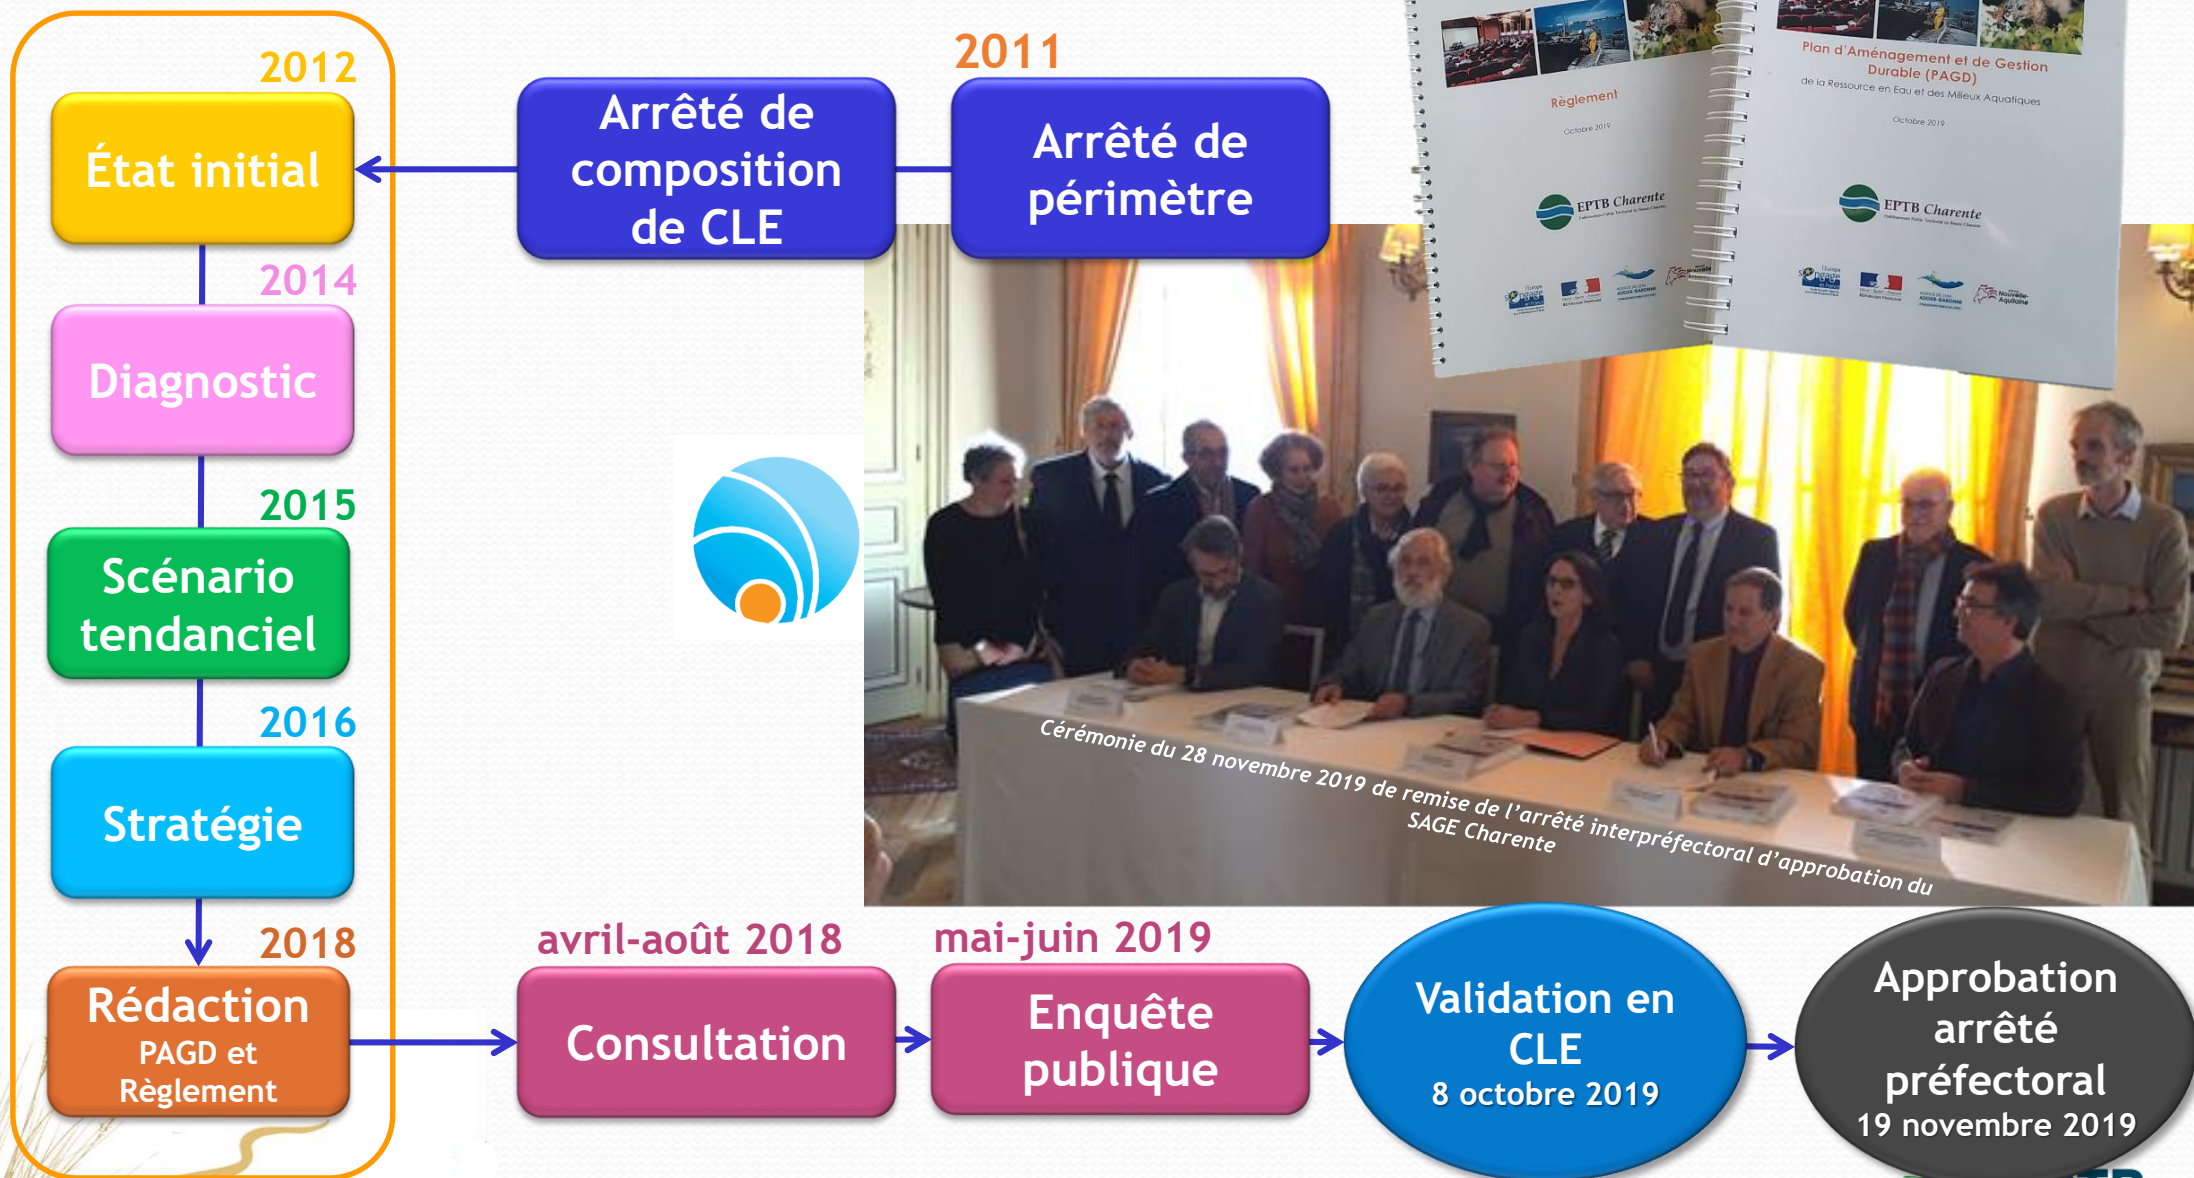 2011
Arrêté de
périmètre
Arrêté de
composition
de CLE
2012
État initial
2014
Diagnostic
2015
Scénario
tendanciel
2016
Stratégie
2018
Rédaction
PAGD et
Règlement
avril-août 2018
Consultation
mai-juin 2019
Enquête
publique
Validation en
CLE
8 octobre 2019
Approbation
arrêté
préfectoral
19 novembre 2019
Règlement
Octobre 2019
EPTB Charente
Plan d'Aménagement et de Gestion
Durable (PAGD)
de la Ressource en Eau et des Milieux Aquatiques
Octobre 2019
EPTB Charente
Cérémonie du 28 novembre 2019 de remise de l'arrêté interpréfectoral d'approbation du
SAGE Charente